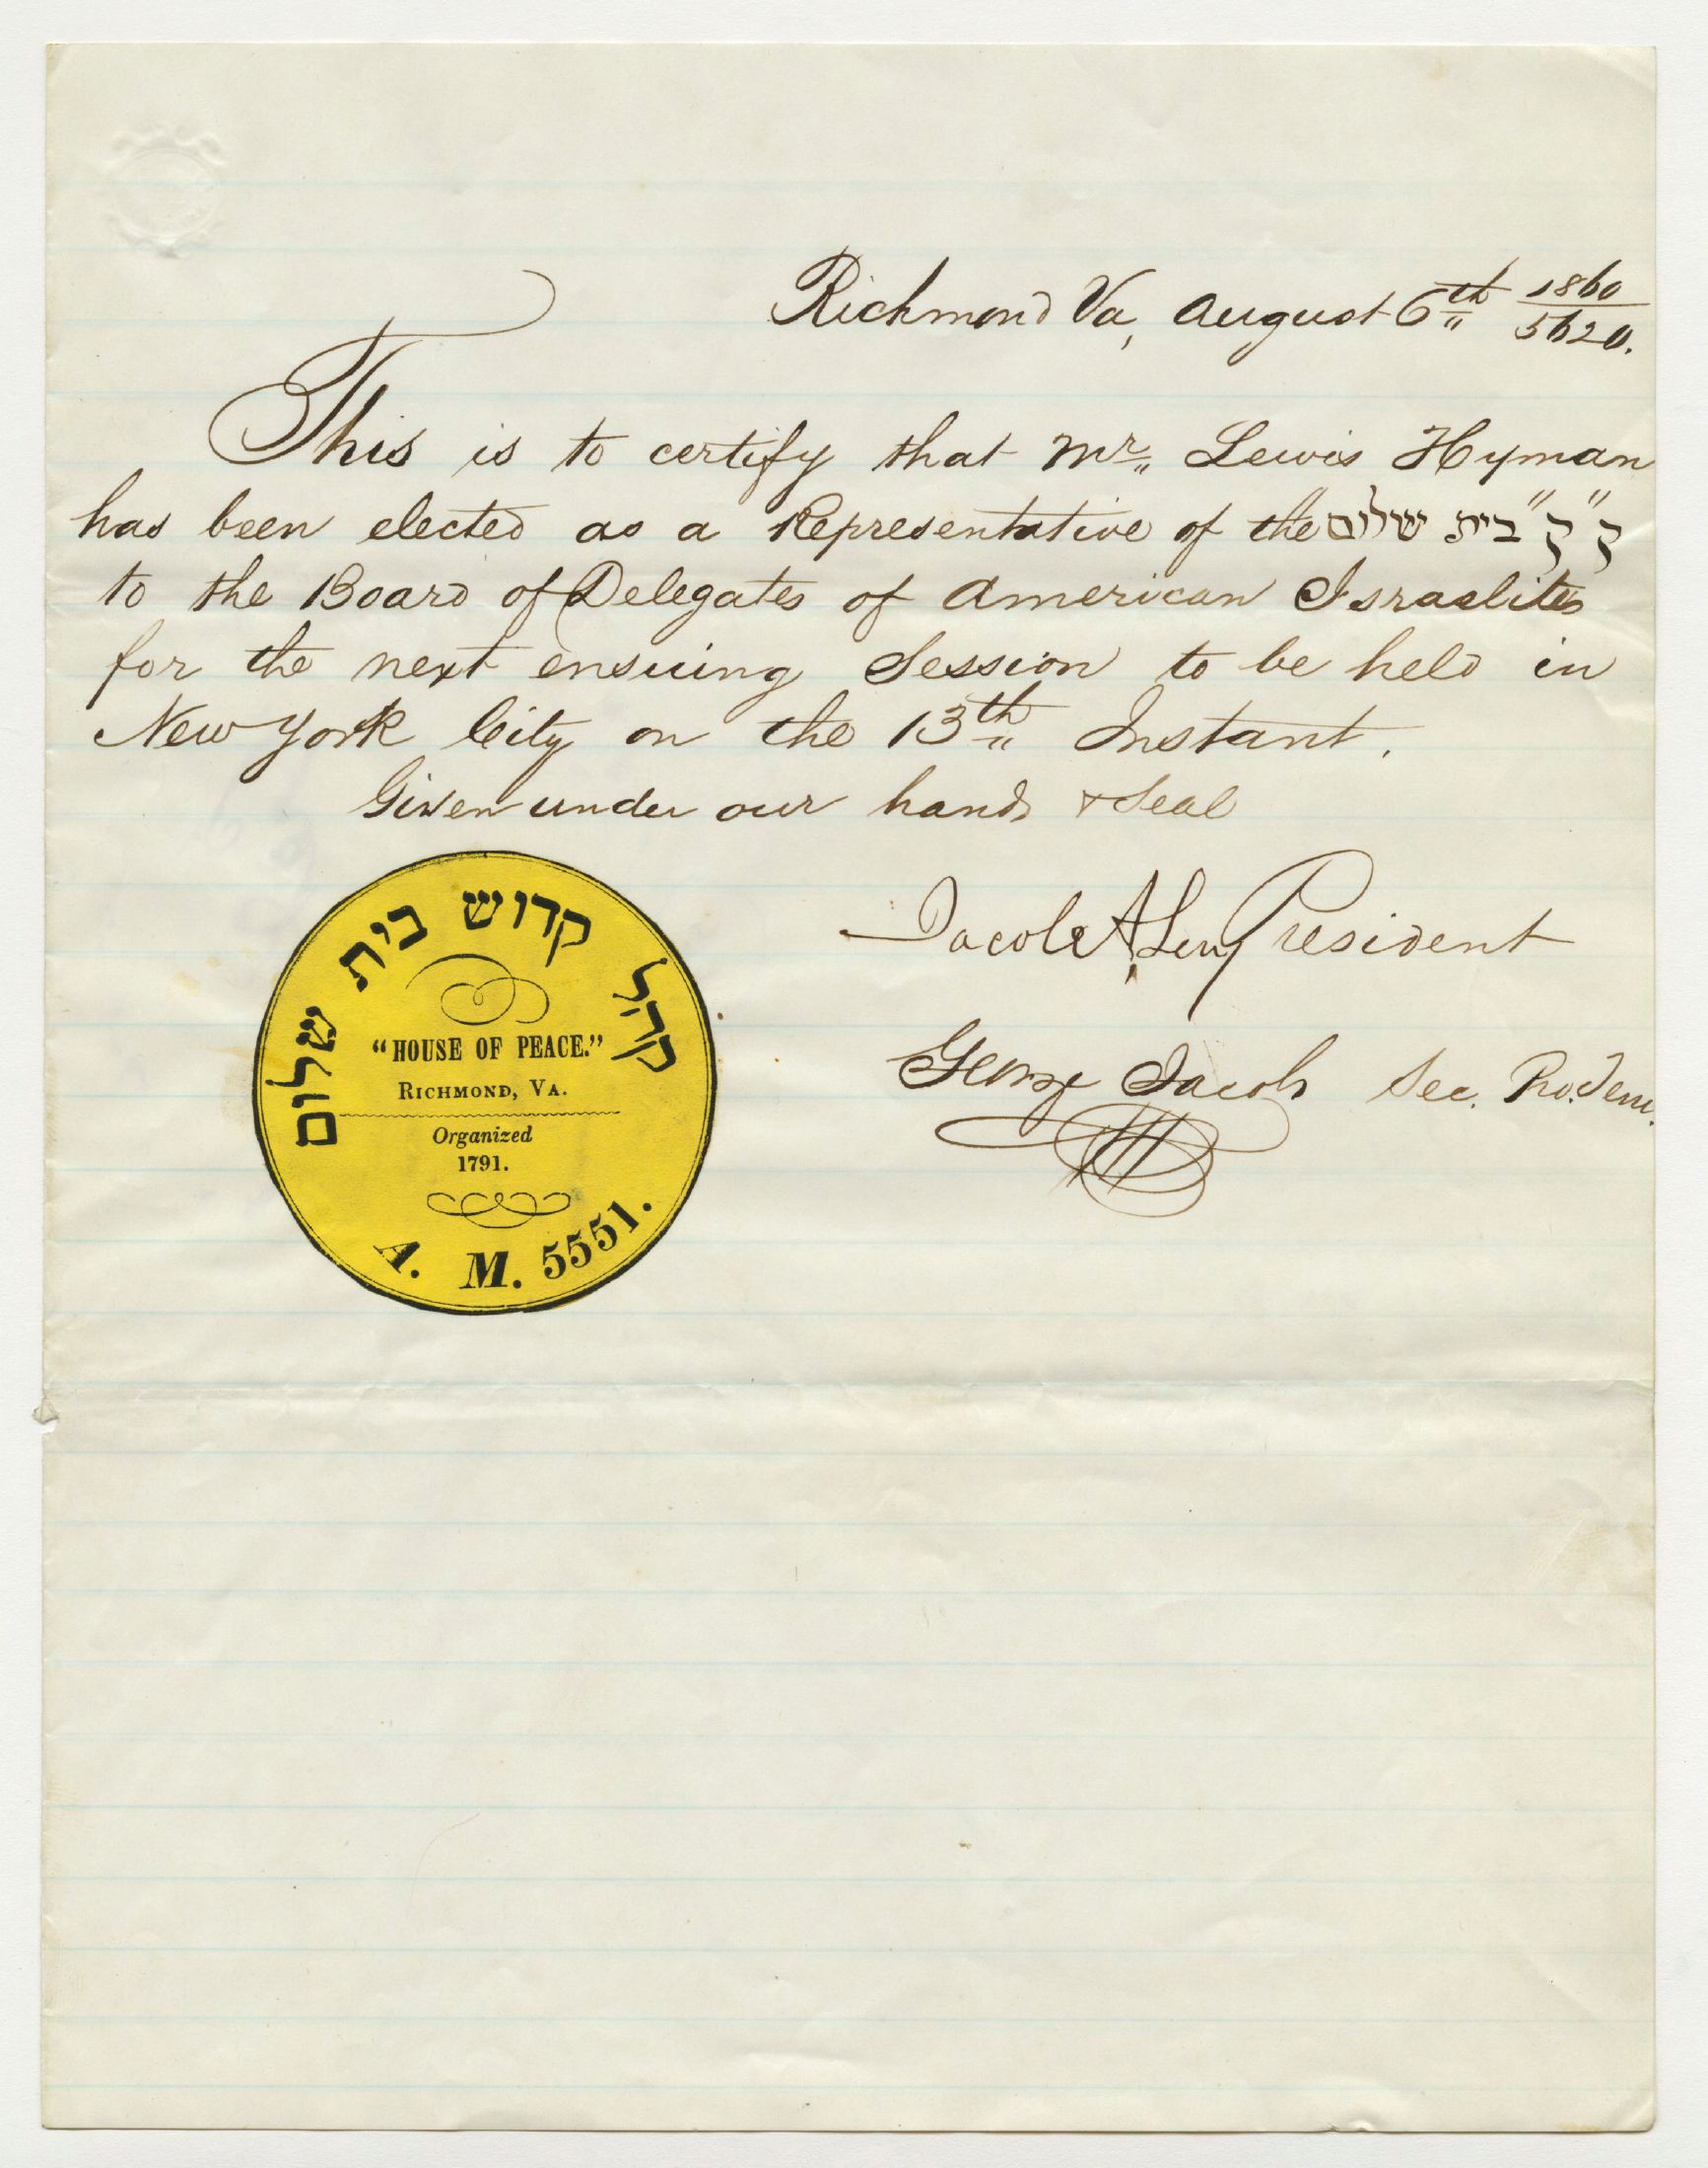 Richmond Va, August 6th 1860
5620.
This is to certify that Mr. Lewis Hyman
has been elected as a Representative of the ק״ק״ בית שלום
to the Board of Delegates of American Israelites
for the next ensuing Session to be held in
New York City on the 13th Instant.
Given under our hands & Seal
Jacob A. Levy President
George Jacobs Sec. Pro. Tem.
קהל קדוש בית שלום
"HOUSE OF PEACE."
RICHMOND, VA.
Organized
1791.
A. M. 5551.